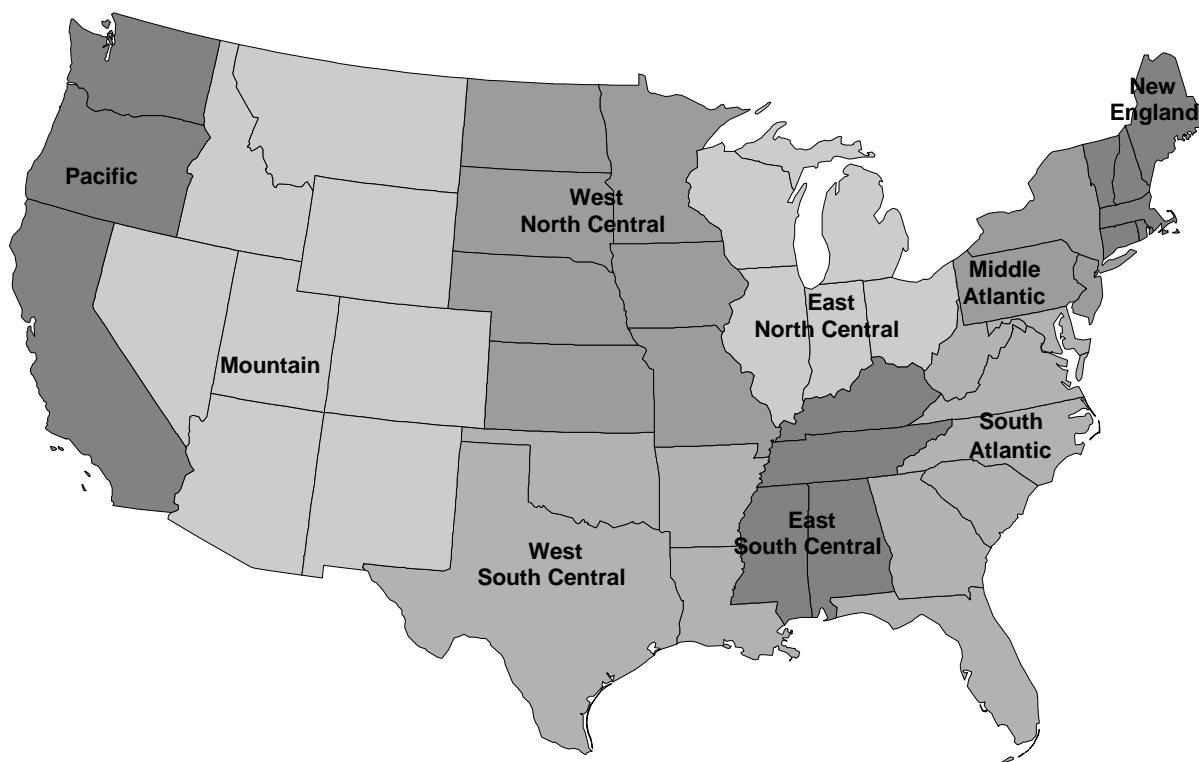 New
England
Pacific
West
North Central
Middle
Atlantic
East
North Central
Mountain
South
Atlantic
East
South Central
West
South Central